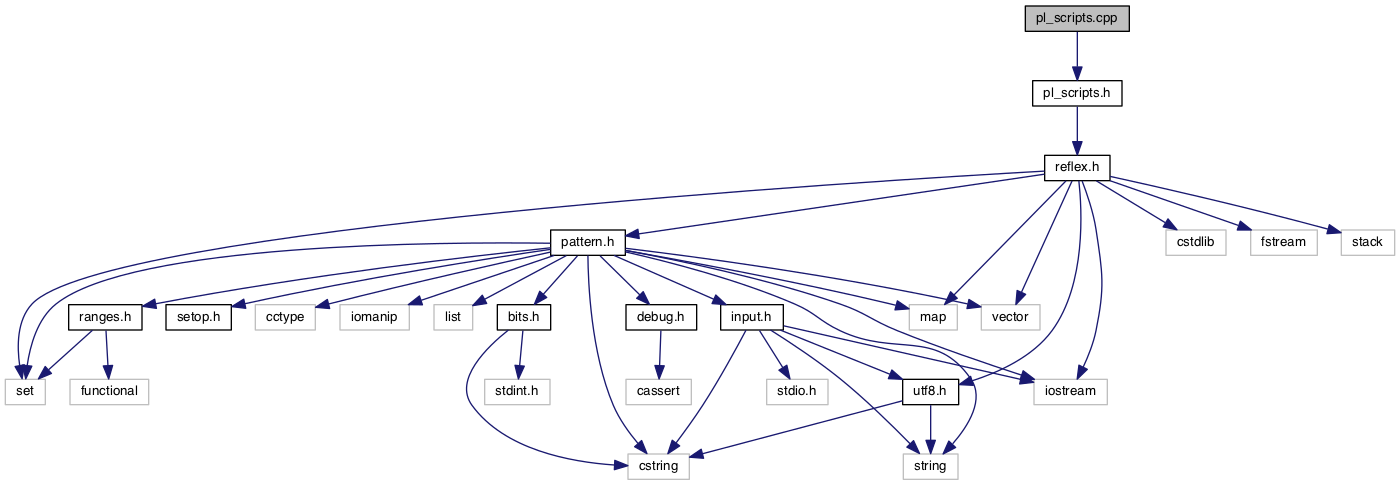 pl_scripts.cpp
pl_scripts.h
reflex.h
pattern.h
cstdlib
fstream
stack
ranges.h
setop.h
cctype
iomanip
list
bits.h
debug.h
input.h
map
vector
set
functional
stdint.h
cassert
stdio.h
utf8.h
iostream
cstring
string